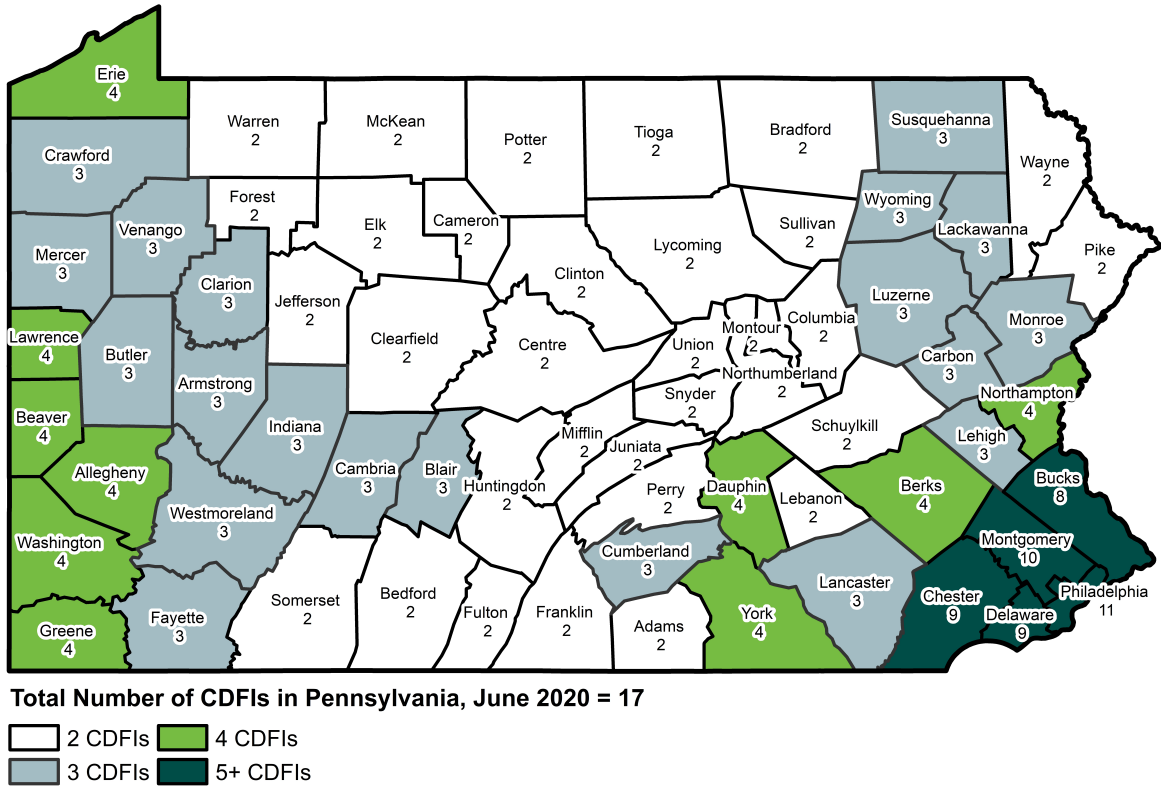 Erie
4
Warren
2
McKean
2
Potter
2
Tioga
2
Bradford
2
Susquehanna
3
Wayne
2
Crawford
3
Forest
2
Elk
2
Cameron
2
Sullivan
2
Wyoming
3
Lackawanna
3
Pike
2
Mercer
3
Venango
3
Clarion
3
Jefferson
2
Clinton
2
Lycoming
2
Columbia
2
Luzerne
3
Monroe
3
Lawrence
4
Butler
3
Armstrong
3
Clearfield
2
Centre
2
Union
2
Montour
2
Northumberland
2
Carbon
3
Northampton
4
Beaver
4
Indiana
3
Snyder
2
Schuylkill
2
Lehigh
3
Allegheny
4
Cambria
3
Blair
3
Huntingdon
2
Mifflin
2
Juniata
2
Perry
2
Dauphin
4
Lebanon
2
Berks
4
Bucks
8
Washington
4
Westmoreland
3
Cumberland
3
Lancaster
3
Montgomery
10
Greene
4
Fayette
3
Somerset
2
Bedford
2
Fulton
2
Franklin
2
Adams
2
York
4
Chester
9
Delaware
9
Philadelphia
11
Total Number of CDFIs in Pennsylvania, June 2020 = 17
2 CDFIs
4 CDFIs
3 CDFIs
5+ CDFIs